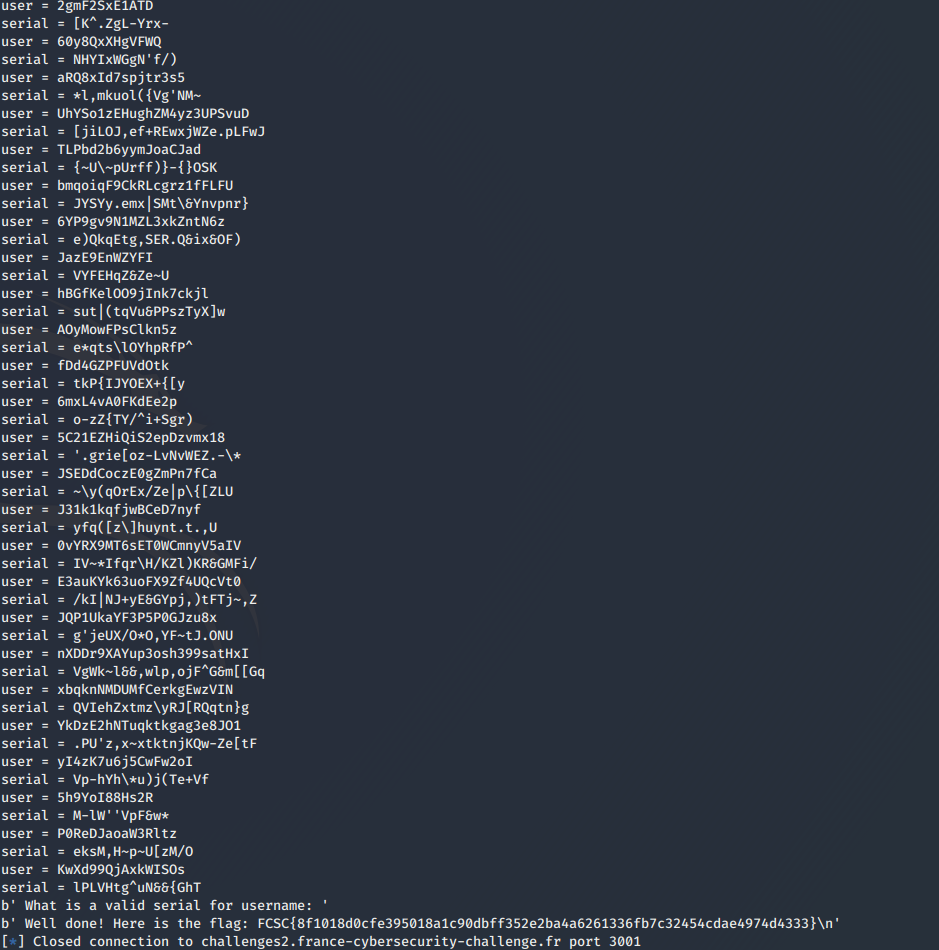 user = 2gmF2SxE1ATD
serial = [K^.ZgL-Yrx-
user = 60y8QxXHgVFWQ
serial = NHYIxWGgN'f/)
user = aRQ8xId7spjtr3s5
serial = *l,mkuol({Vg'NM~
user = UhYSo1zEHughZM4yz3UPSvuD
serial = [jiLOJ,ef+REwxjWZe.pLFwJ
user = TLPbd2b6yymJoaCJad
serial = {~U\~pUrff)}-{}OSK
user = bmqoiqF9CkRLcgrz1fFLFU
serial = JYSYy.emx|SMt\&Ynvpnr}
user = 6YP9gv9N1MZL3xkZntN6z
serial = e)QkqEtg,SER.Q&ix&OF)
user = JazE9EnWZYFI
serial = VYFEHqZ&Ze~U
user = hBGfKelOO9jInk7ckjl
serial = sut|(tqVu&PPszTyX]w
user = AOyMowFPsClkn5z
serial = e*qts\lOYhpRfP^
user = fDd4GZPFUVdOtk
serial = tkP{IJYOEX+{[y
user = 6mxL4vA0FKdEe2p
serial = o-zZ{TY/^i+Sgr)
user = 5C21EZHiQiS2epDzvmx18
serial = '.grie[oz-LvNvWEZ.-\*
user = JSEDdCoczE0gZmPn7fCa
serial = ~\y(qOrEx/Ze|p\{[ZLU
user = J31k1kqfjwBCeD7nyf
serial = yfq([z\]huynt.t.,U
user = 0vYRX9MT6sET0WCmnyV5aIV
serial = IV~*Ifqr\H/KZl)KR&GMFi/
user = E3auKYk63uoFX9Zf4UQcVt0
serial = /kI|NJ+yE&GYpj,)tFTj~,Z
user = JQP1UkaYF3P5P0GJzu8x
serial = g'jeUX/O*O,YF~tJ.ONU
user = nXDDr9XAYup3osh399satHxI
serial = VgWk~l&&,wlp,ojF^G&m[[Gq
user = xbqknNMDUMfCerkgEwzVIN
serial = QVIehZxtmz\yRJ[RQqtn}g
user = YkDzE2hNTuqktkgag3e8JO1
serial = .PU'z,x~xtktnjKQw-Ze[tF
user = yI4zK7u6j5CwFw2oI
serial = Vp-hYh\*u)j(Te+Vf
user = 5h9YoI88Hs2R
serial = M-lW''VpF&w*
user = P0ReDJaoaW3Rltz
serial = eksM,H~p~U[zM/O
user = KwXd99QjAxkWISOs
serial = lPLVHtg^uN&&{GhT
b' What is a valid serial for username: '
b' Well done! Here is the flag: FCSC{8f1018d0cfe395018a1c90dbff352e2ba4a6261336fb7c32454cdae4974d4333}\n'
[*] Closed connection to challenges2.france-cybersecurity-challenge.fr port 3001